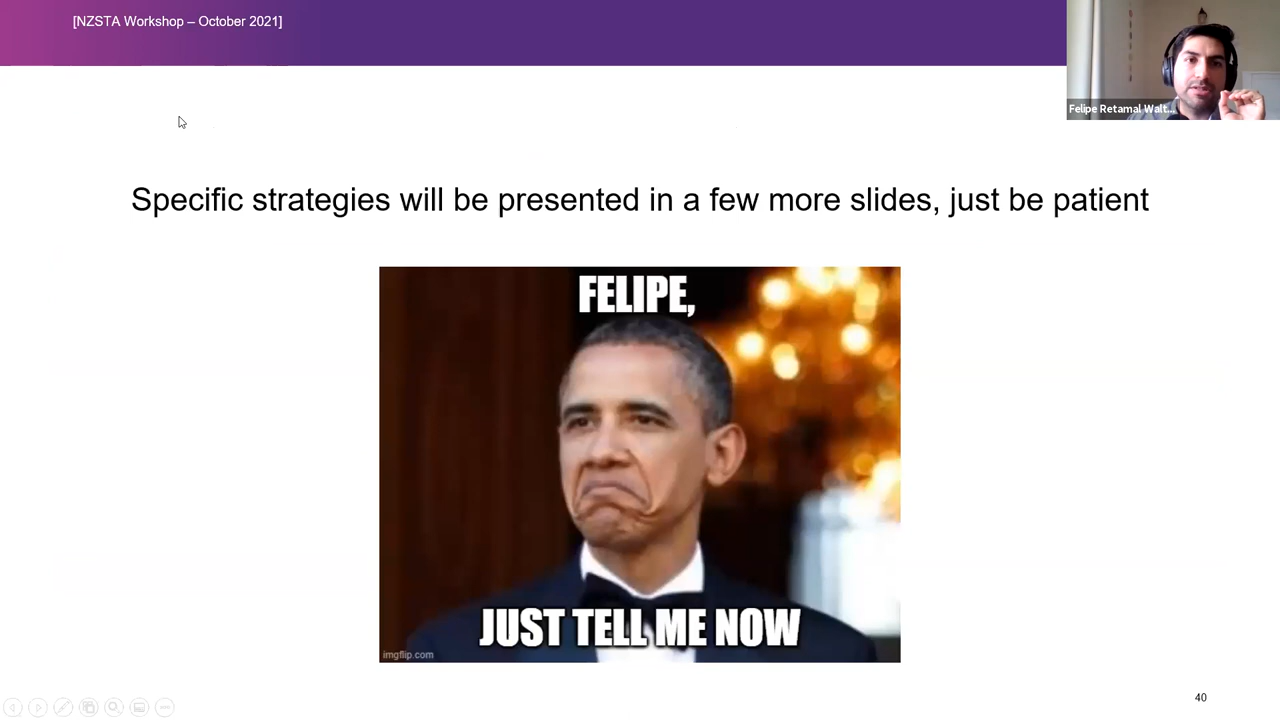 [NZSTA Workshop – October 2021]
Felipe Retamal Walt...
Specific strategies will be presented in a few more slides, just be patient
FELIPE,
JUST TELL ME NOW
imgflip.com
40